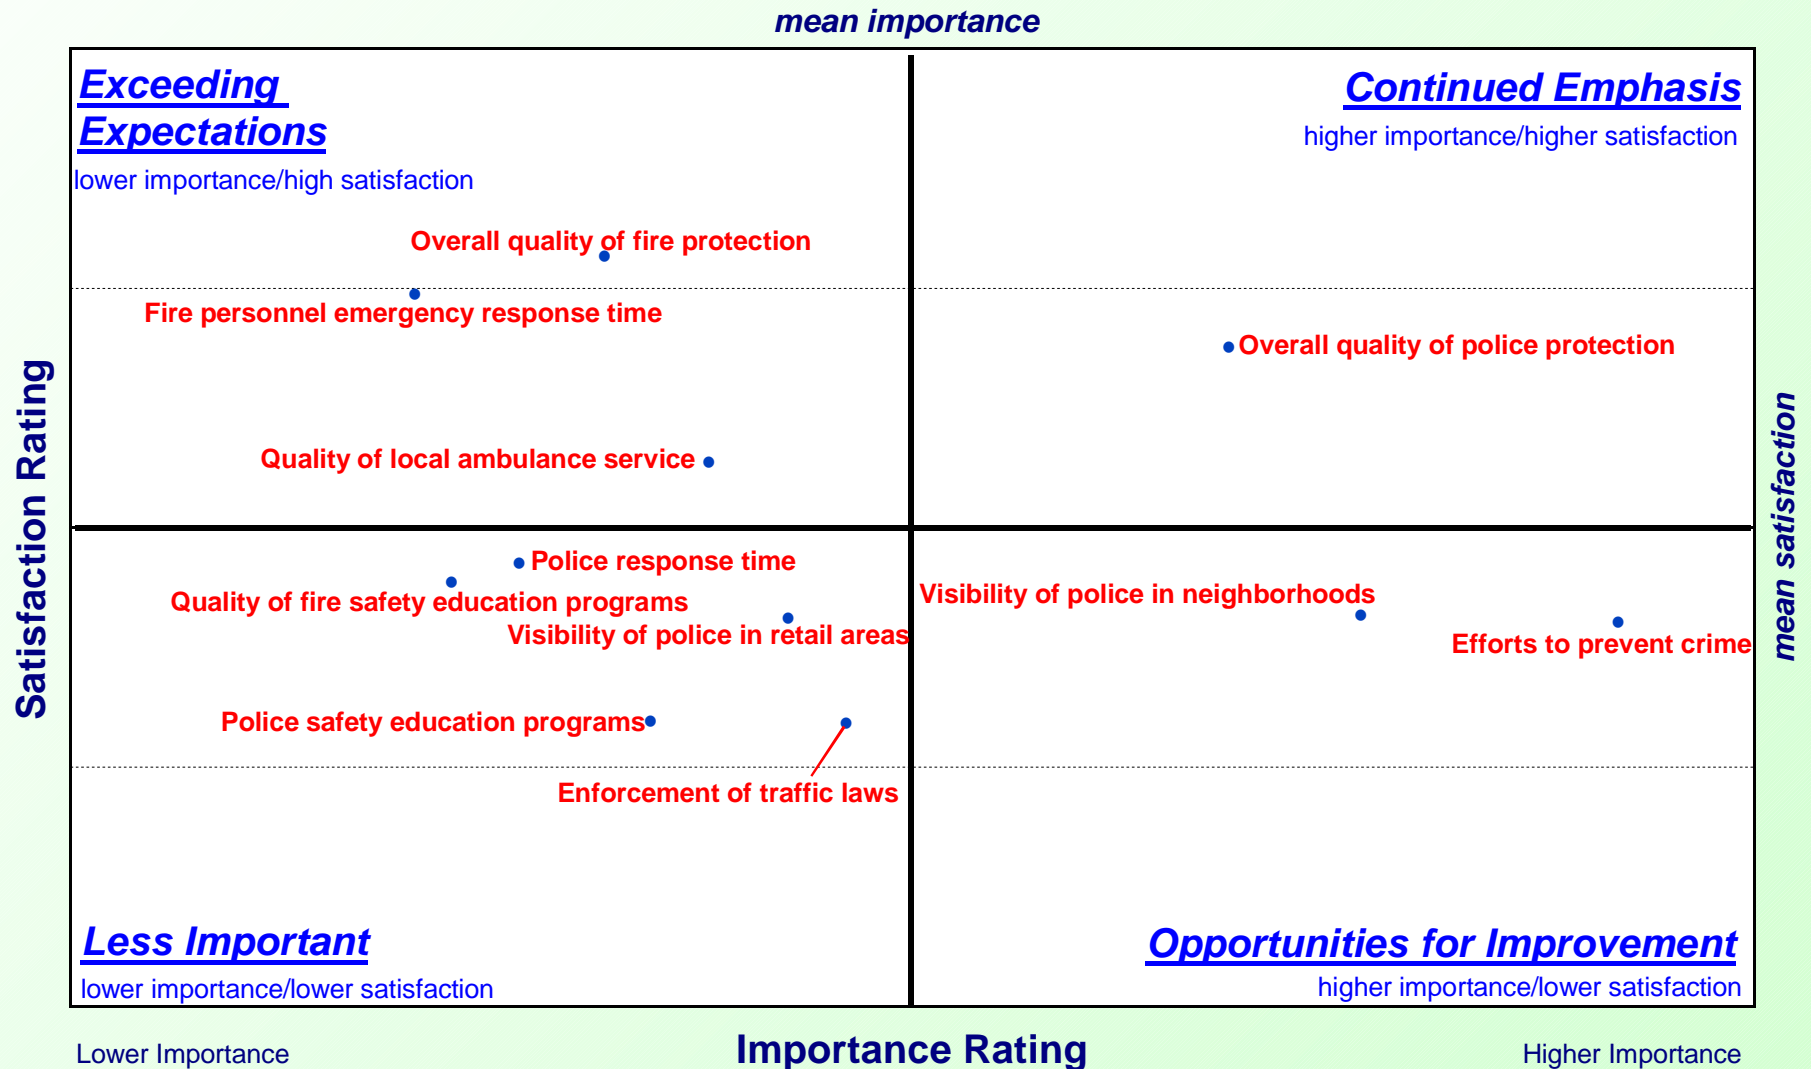 mean importance
Exceeding
Expectations
lower importance/high satisfaction
Continued Emphasis
higher importance/higher satisfaction
Overall quality of fire protection
Fire personnel emergency response time
Overall quality of police protection
Quality of local ambulance service
Satisfaction Rating
mean satisfaction
Police response time
Quality of fire safety education programs
Visibility of police in retail areas
Visibility of police in neighborhoods
Efforts to prevent crime
Police safety education programs
Enforcement of traffic laws
Less Important
lower importance/lower satisfaction
Opportunities for Improvement
higher importance/lower satisfaction
Lower Importance
Importance Rating
Higher Importance